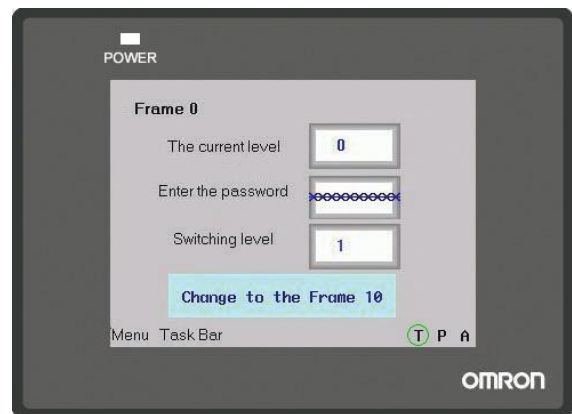 POWER
Frame 0
The current level 0
Enter the password
Switching level 1
Change to the Frame 10
Menu Task Bar T P A
OMRON